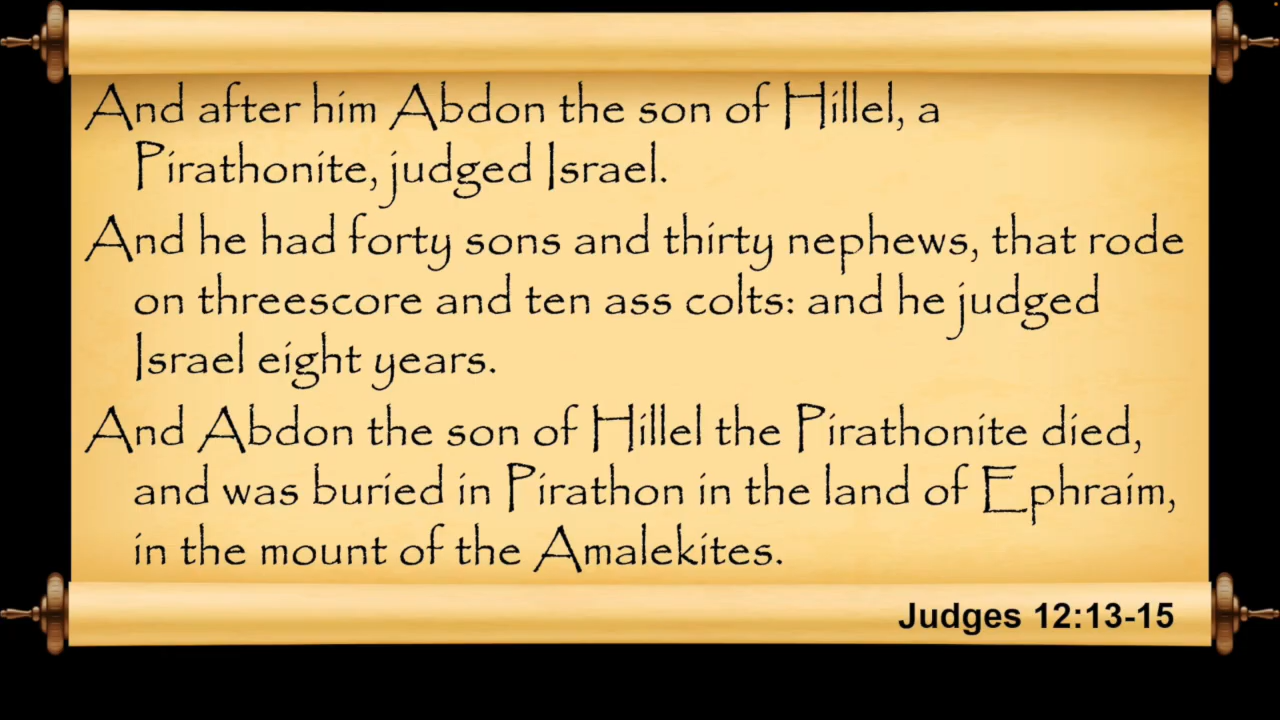 And after him Abdon the son of Hillel, a
Pirathonite, judged Israel.
And he had forty sons and thirty nephews, that rode
on threescore and ten ass colts: and he judged
Israel eight years.
And Abdon the son of Hillel the Pirathonite died,
and was buried in Pirathon in the land of Ephraim,
in the mount of the Amalekites.
Judges 12:13-15